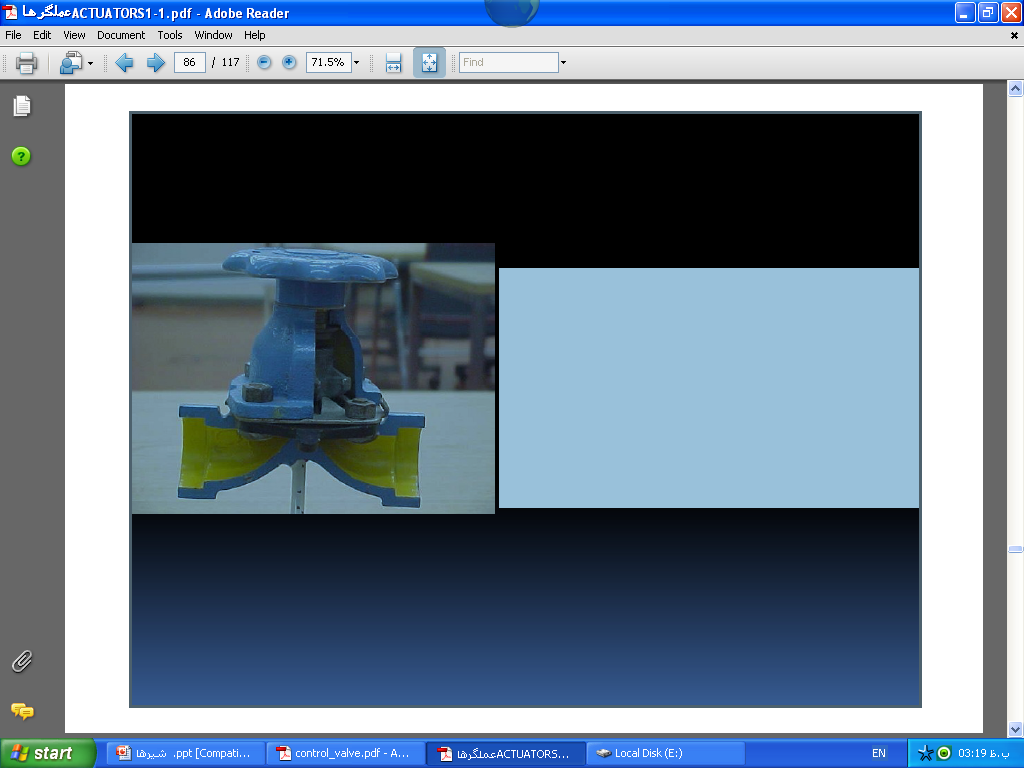 عملگرهاACTUATORS1-1.pdf - Adobe Reader
File Edit View Document Tools Window Help
86 / 117 71.5% Find
start شیرها .ppt [Compati... control_valve.pdf - A... عملگرهاACTUATORS... Local Disk (E:) EN 03:19 ب.ظ